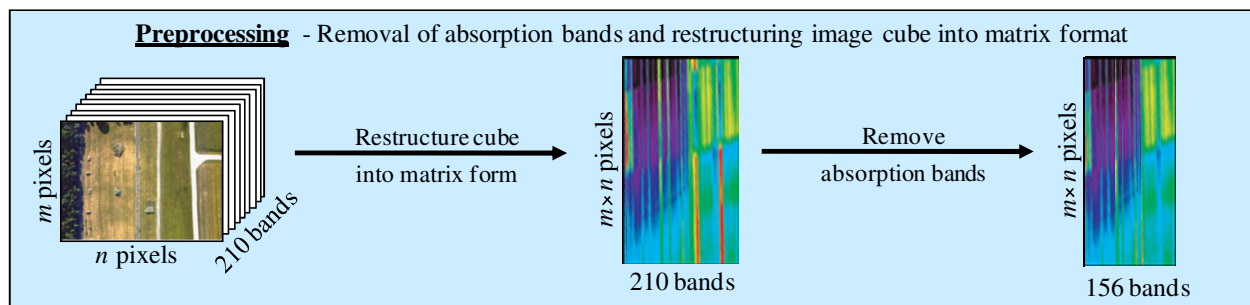 Preprocessing - Removal of absorption bands and restructuring image cube into matrix format
m pixels
n pixels
210 bands
Restructure cube
into matrix form
m× n pixels
210 bands
Remove
absorption bands
m× n pixels
156 bands